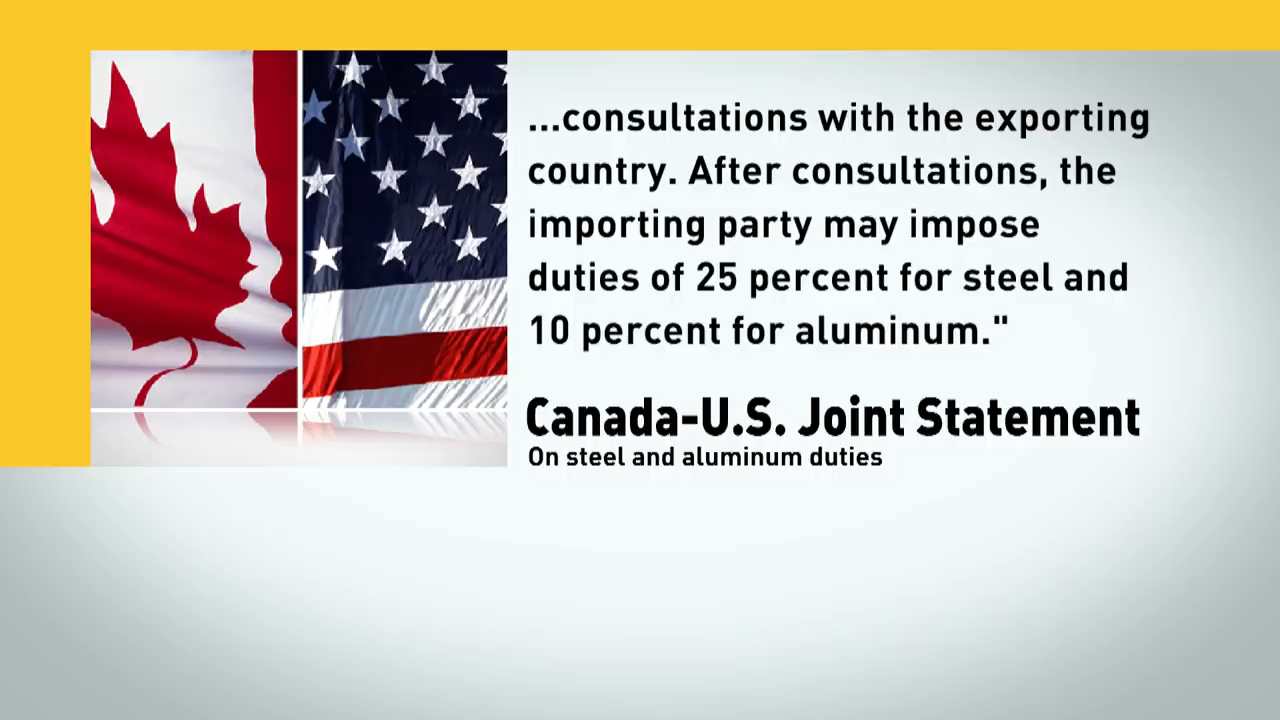 ...consultations with the exporting
country. After consultations, the
importing party may impose
duties of 25 percent for steel and
10 percent for aluminum."
Canada-U.S. Joint Statement
On steel and aluminum duties